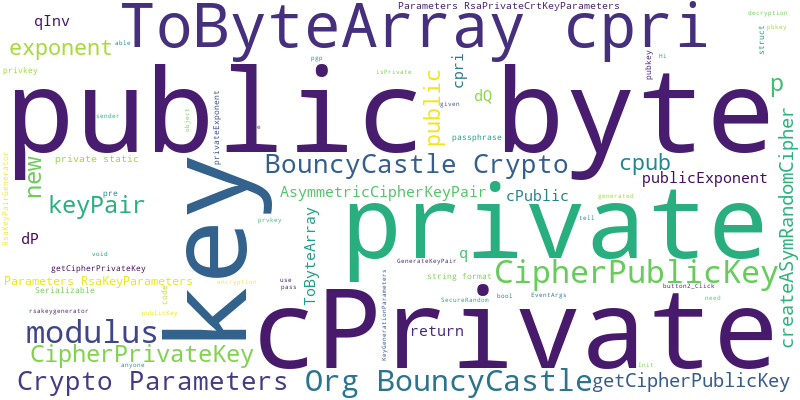 Parameters RsaPrivateCrtKeyParameters
decryption
qInv
ToByteArray cpri
pbkey
exponent
able
struct
pgp
cpri
pubkey
Hi
privkey
isPrivate
public byte
dQ
p
public
given
sender
object
privateExponent
passphrase
createASymRandomCipher
RsaKeyPairGenerator
new
private static
key
BouncyCastle Crypto
cpub
publicExponent
pre
keyPair
AsymmetricCipherKeyPair
cPublic
generated
private
prvkey
ToByteArray
tell
dP
void
q
GenerateKeyPair
getCipherPrivateKey
string format
CipherPublicKey
Parameters RsaKeyParameters
encryption
use
pass
button2_Click
Serializable
code
KeyGenerationParameters
SecureRandom
bool
EventArgs
need
cPrivate
rsakeygenerator
publicKey
modulus
return
CipherPrivateKey
anyone
Init
Crypto Parameters
Org BouncyCastle
getCipherPublicKey